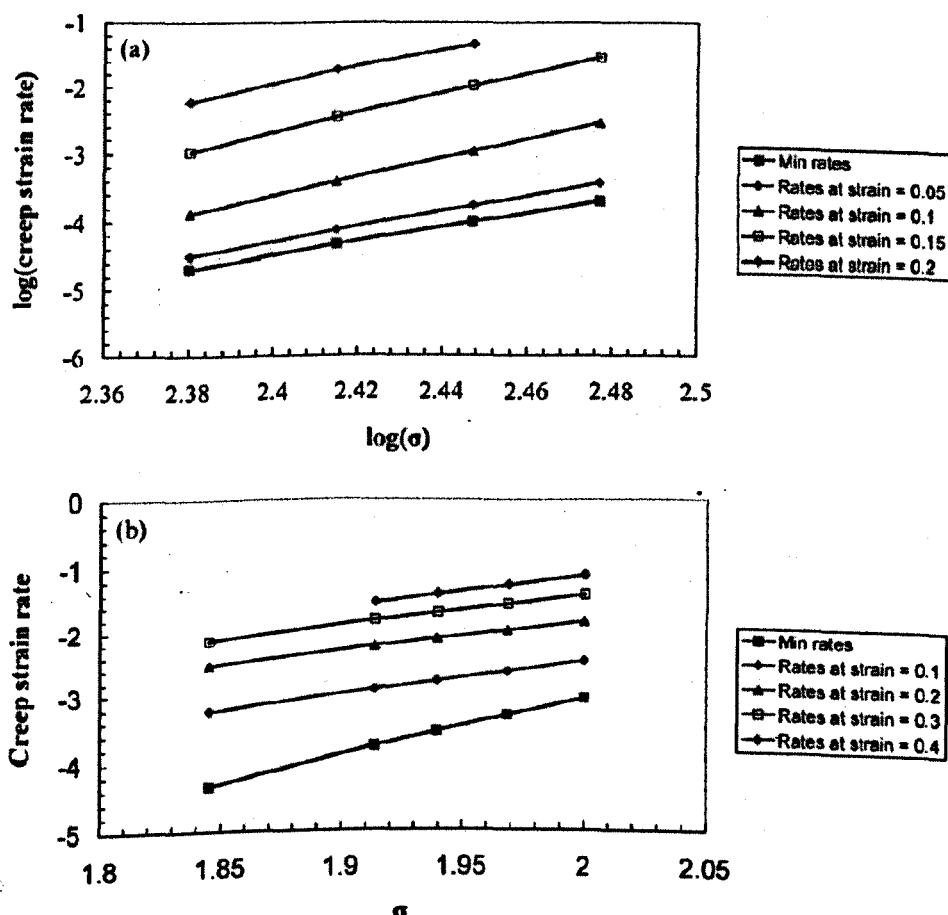 -1
(a)
-2
-3
-4
-5
-6
log(creep strain rate)
2.36 2.38 2.4 2.42 2.44 2.46 2.48 2.5
log(σ)
Min rates
Rates at strain = 0.05
Rates at strain = 0.1
Rates at strain = 0.15
Rates at strain = 0.2
0
(b)
-1
-2
-3
-4
-5
Creep strain rate
1.8 1.85 1.9 1.95 2 2.05
σ
Min rates
Rates at strain = 0.1
Rates at strain = 0.2
Rates at strain = 0.3
Rates at strain = 0.4